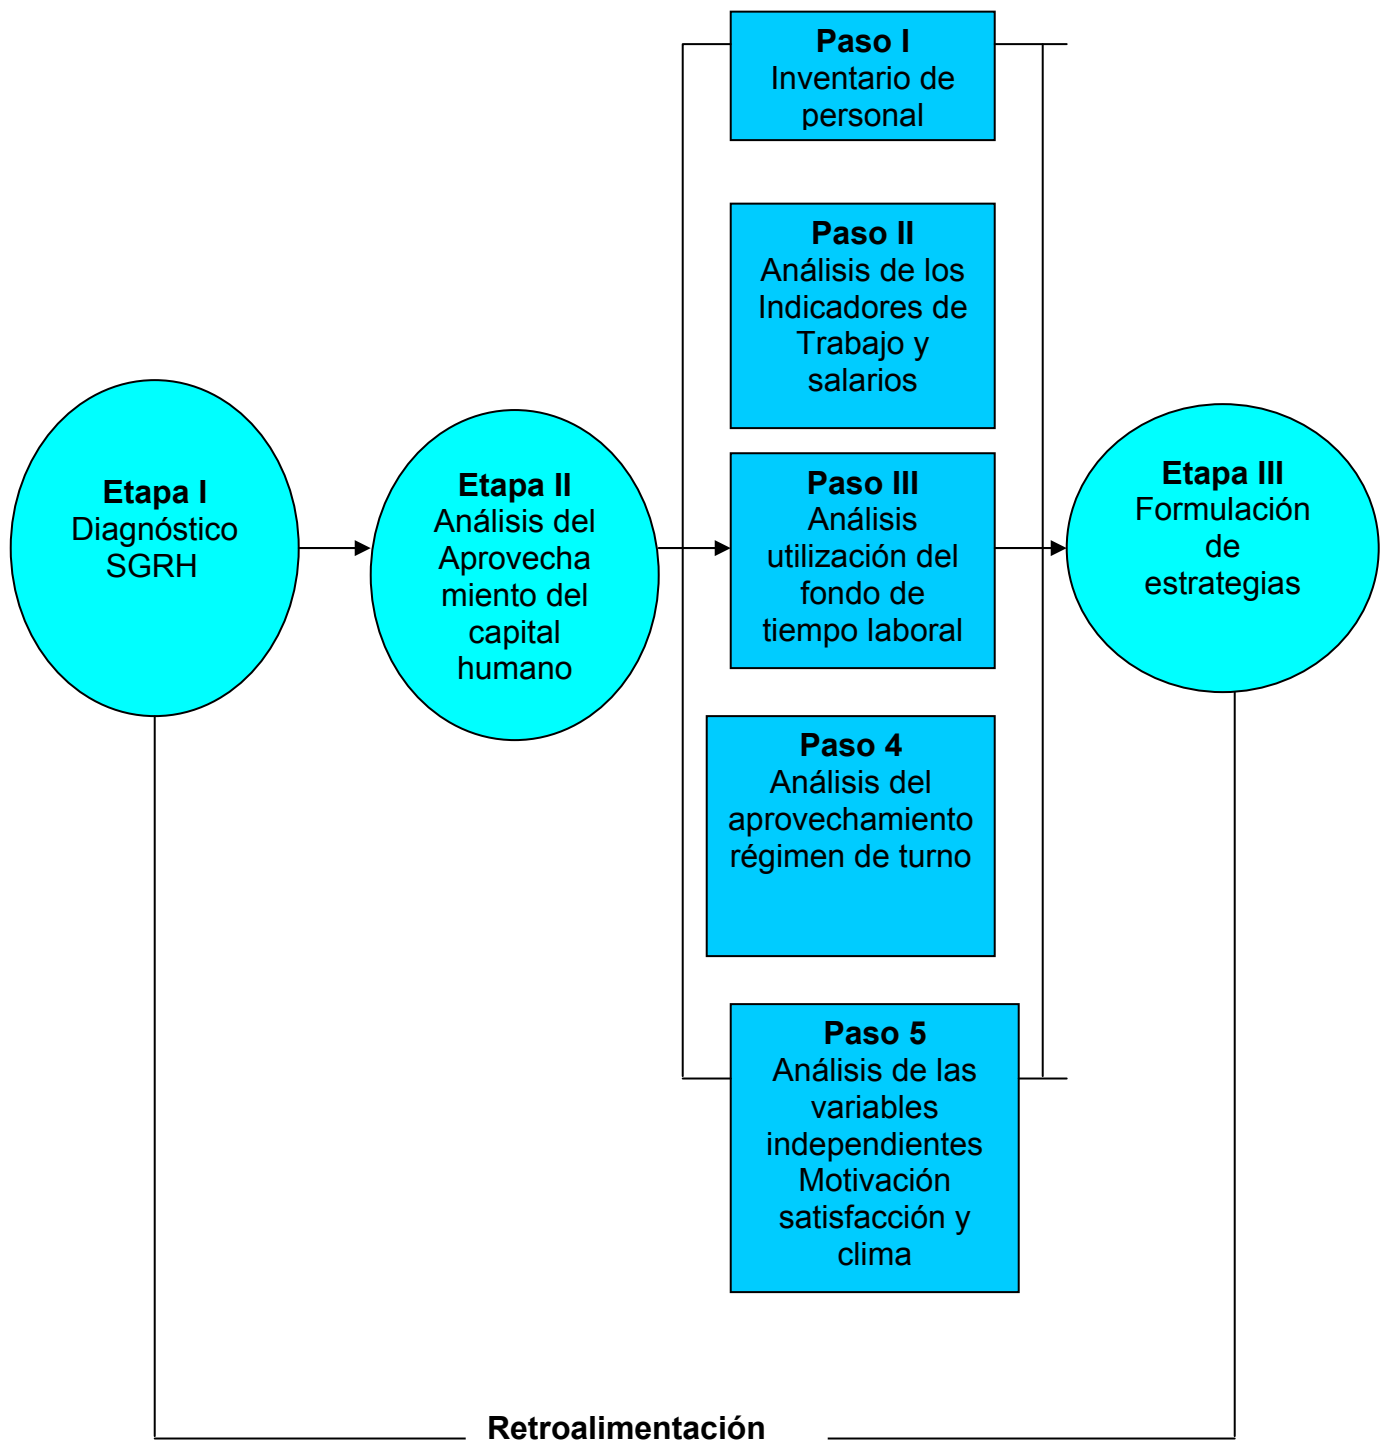 Etapa I
Diagnóstico
SGRH
Etapa II
Análisis del
Aprovecha
miento del
capital
humano
Paso I
Inventario de
personal
Paso II
Análisis de los
Indicadores de
Trabajo y
salarios
Paso III
Análisis
utilización del
fondo de
tiempo laboral
Paso 4
Análisis del
aprovechamiento
régimen de turno
Paso 5
Análisis de las
variables
independientes
Motivación
satisfacción y
clima
Etapa III
Formulación
de
estrategias
Retroalimentación